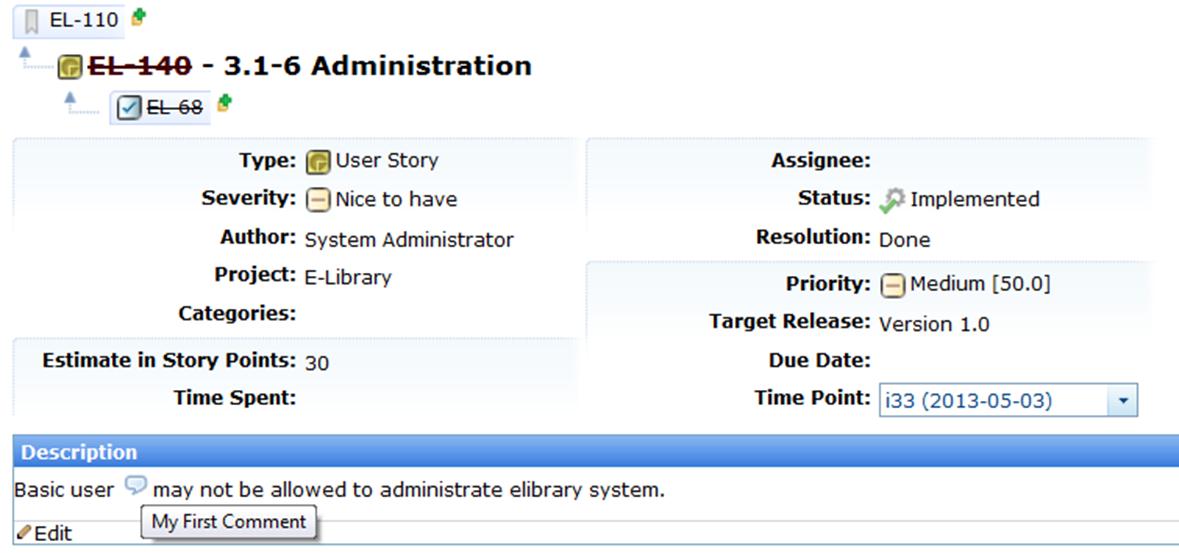 EL-110
EL-140 - 3.1-6 Administration
EL-68
Type: User Story
Severity: Nice to have
Author: System Administrator
Project: E-Library
Categories:
Estimate in Story Points: 30
Time Spent:
Assignee:
Status: Implemented
Resolution: Done
Priority: Medium [50.0]
Target Release: Version 1.0
Due Date:
Time Point: i33 (2013-05-03)
Description
Basic user may not be allowed to administrate elibrary system.
My First Comment
Edit